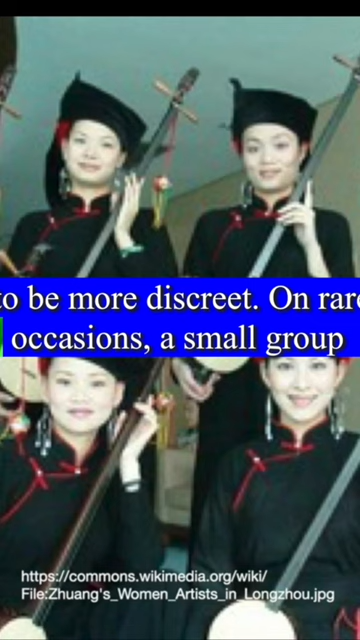 to be more discreet. On rare
occasions, a small group
https://commons.wikimedia.org/wiki/
File:Zhuang's_Women_Artists_in_Longzhou.jpg